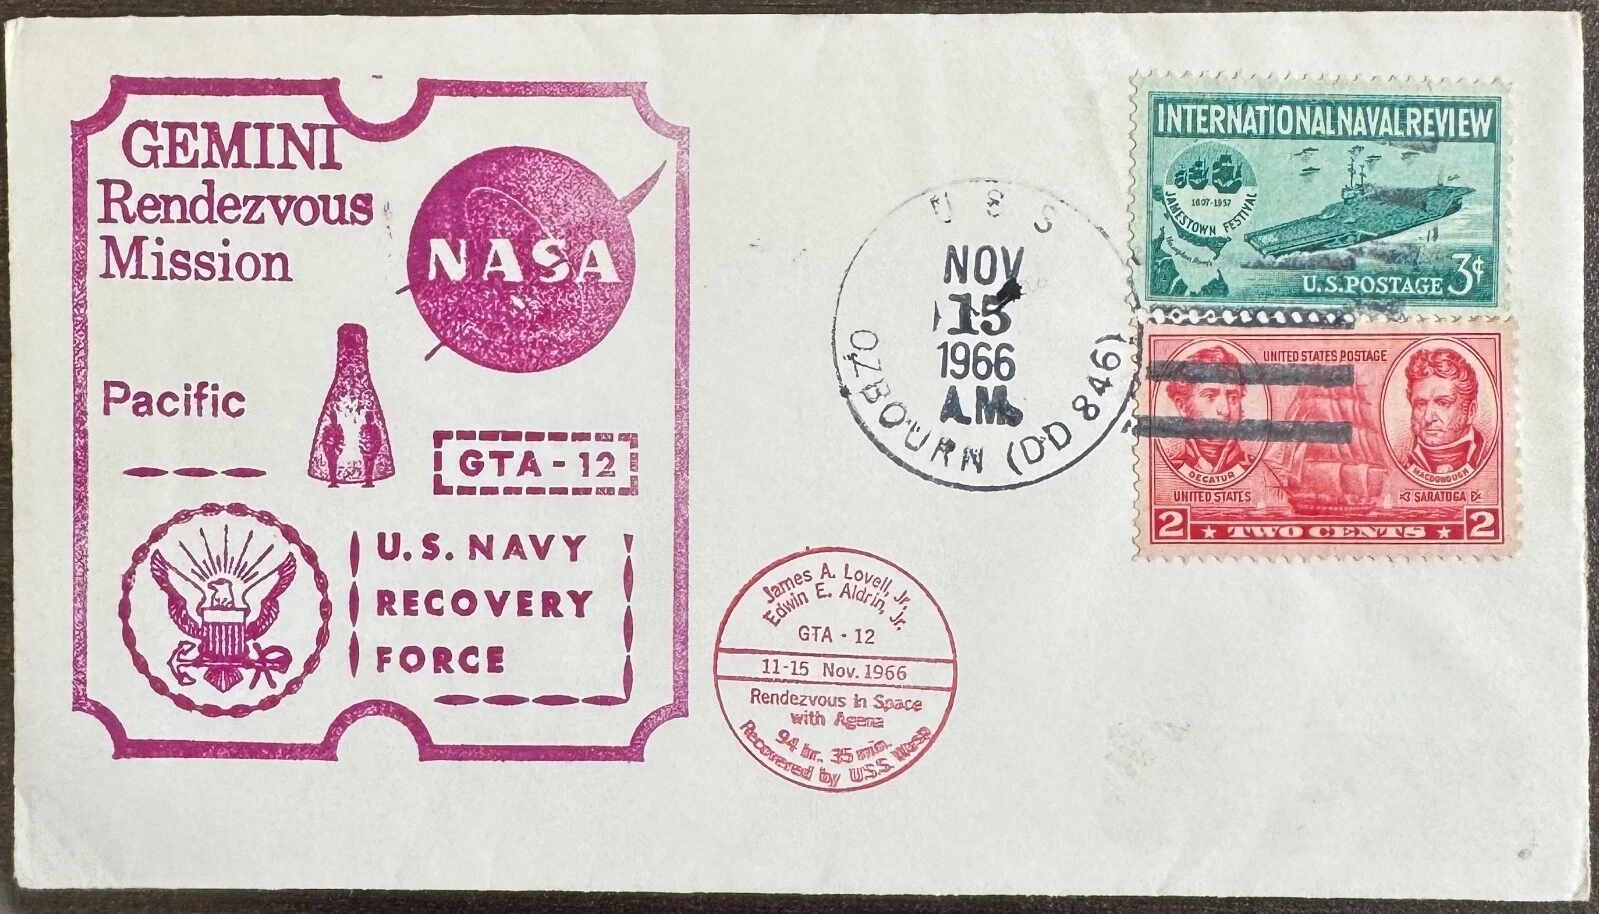 GEMINI
Rendezvous
Mission
NASA
Pacific
GTA - 12
U.S. NAVY
RECOVERY
FORCE
U S S
NOV
15
1966
A.M.
OZBOURN (DD 846)
INTERNATIONAL NAVAL REVIEW
1607-1957
JAMESTOWN FESTIVAL
U.S. POSTAGE 3¢
UNITED STATES POSTAGE
DECATUR
MACDONOUGH
UNITED STATES
SARATOGA
2 TWO CENTS 2
James A. Lovell, Jr.
Edwin E. Aldrin, Jr.
GTA - 12
11-15 Nov. 1966
Rendezvous in Space
with Agena
94 hr. 35 min.
Recovered by U.S.S. Wasp